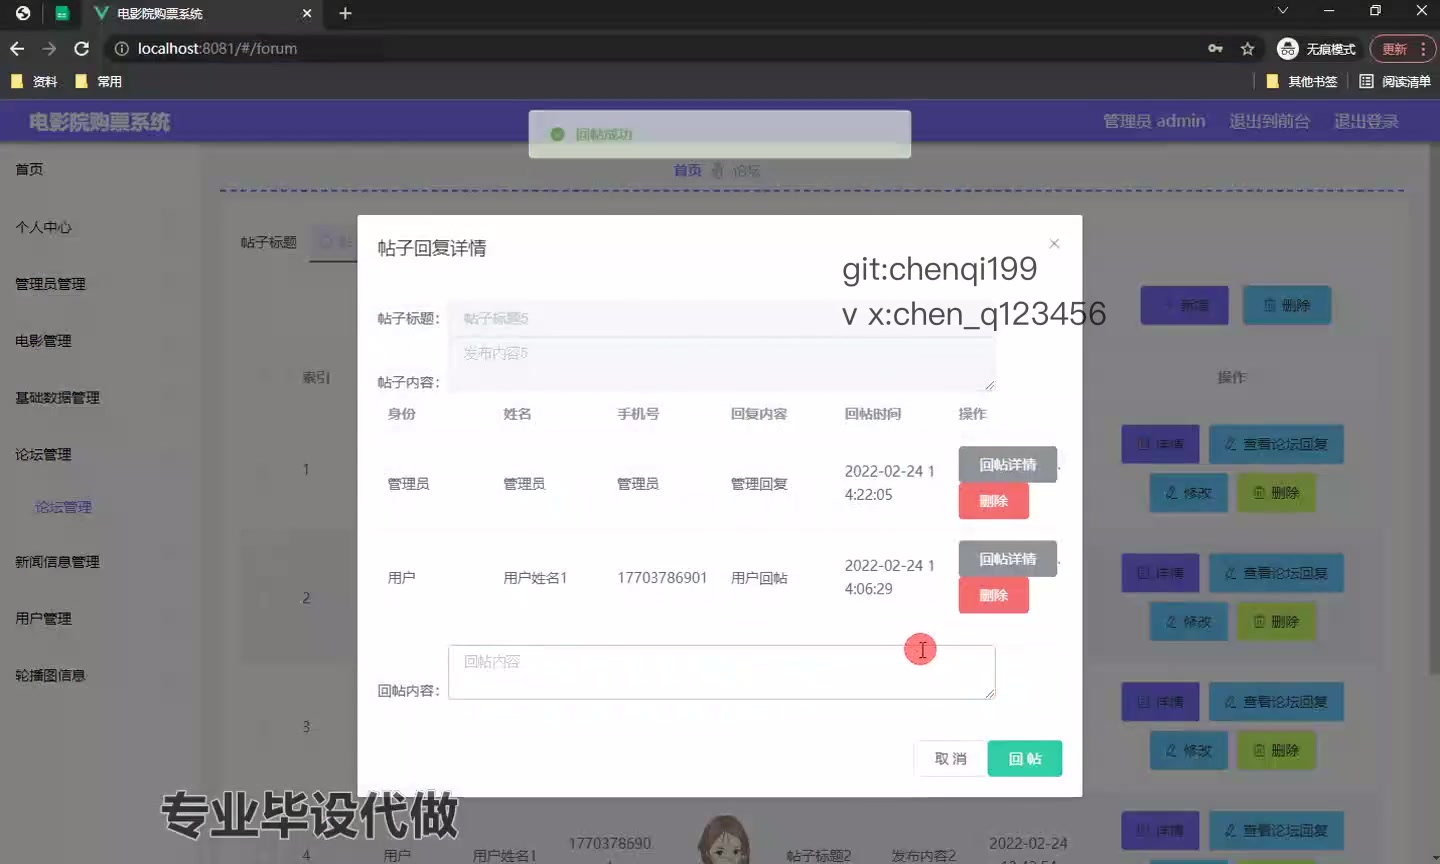 电影院购票系统
localhost:8081/#/forum
无痕模式
更新
资料
常用
其他书签
阅读清单
电影院购票系统
回帖成功
管理员 admin
退出到前台
退出登录
首页
论坛
首页
个人中心
管理员管理
电影管理
基础数据管理
论坛管理
论坛管理
新闻信息管理
用户管理
轮播图信息
帖子标题
索引
1
2
3
4
帖子回复详情
git:chenqi199
v x:chen_q123456
帖子标题:
帖子标题5
帖子内容:
发布内容5
身份 姓名 手机号 回复内容 回帖时间 操作
管理员 管理员 管理员 管理回复 2022-02-24 1
4:22:05
回帖详情
删除
用户 用户姓名1 17703786901 用户回帖 2022-02-24 1
4:06:29
回帖详情
删除
回帖内容:
回帖内容
取 消
回 帖
新增
删除
操作
详情
查看论坛回复
修改
删除
详情
查看论坛回复
修改
删除
详情
查看论坛回复
修改
删除
详情
查看论坛回复
用户
用户姓名1
1770378690
帖子标题2
发布内容2
2022-02-24
专业毕设代做